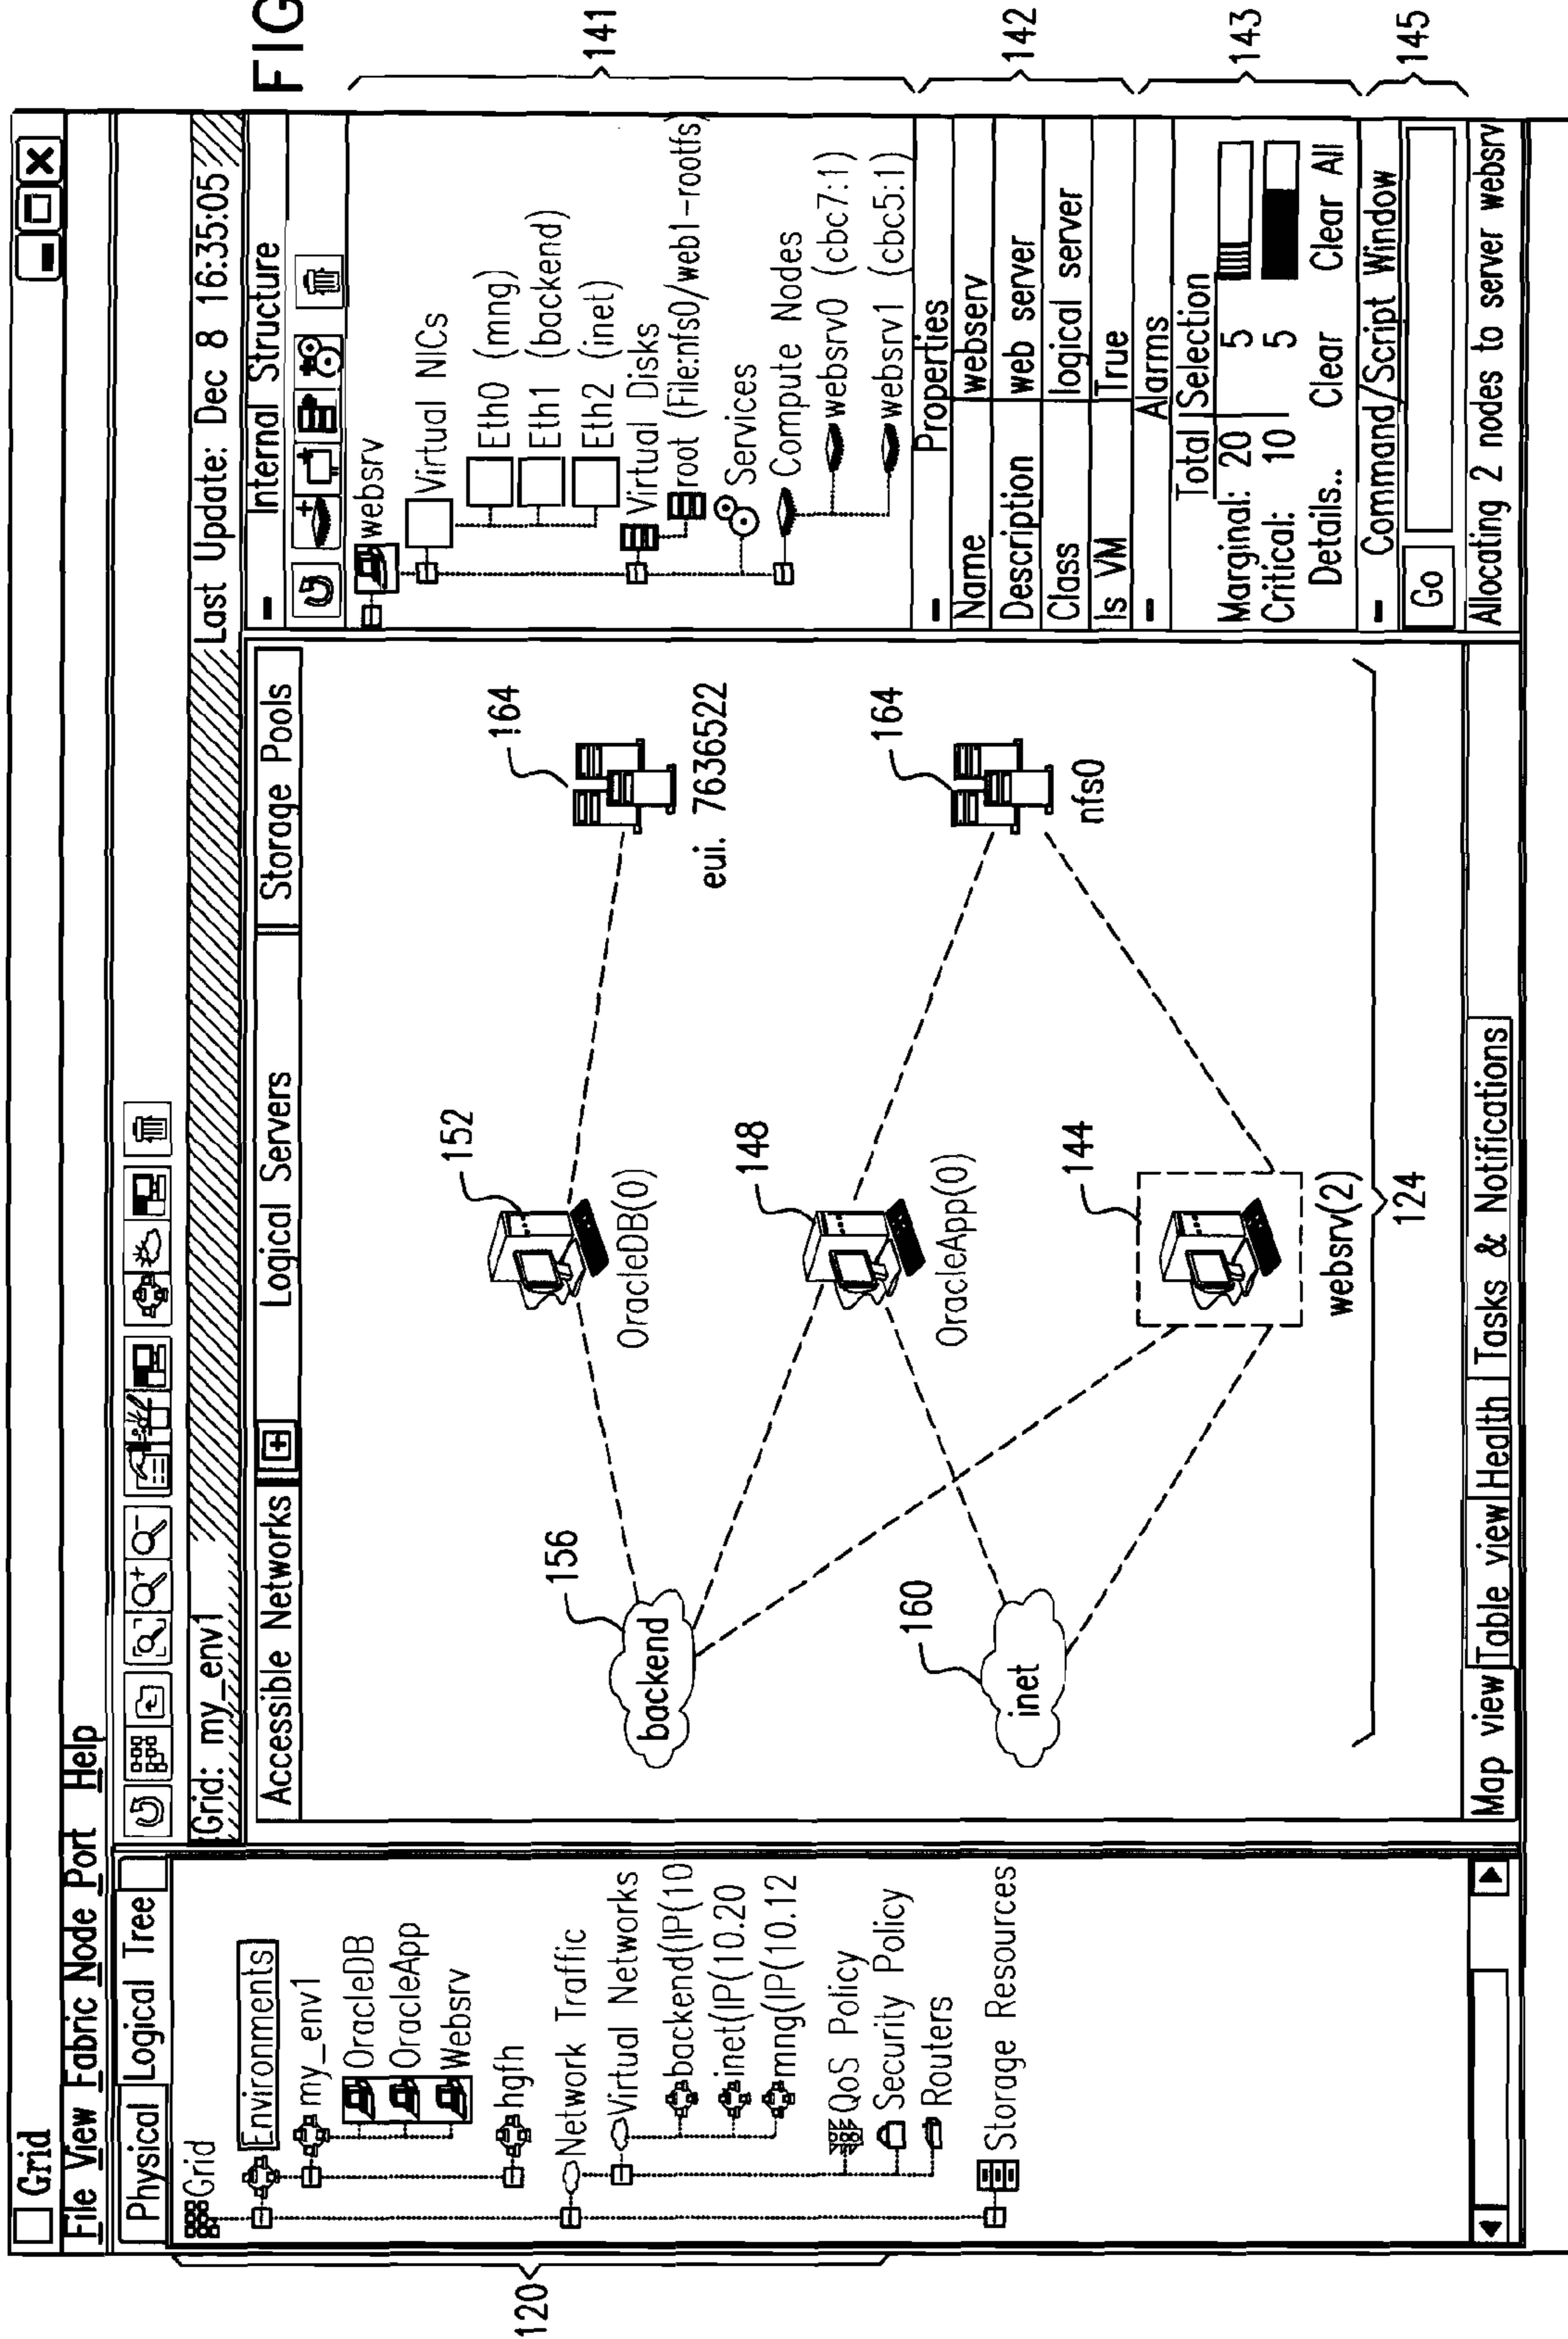 FIG
Grid
File View Fabric Node Port Help
Physical
Logical Tree
Grid
Environments
my_env1
OracleDB
OracleApp
Websrv
hgfh
Network Traffic
Virtual Networks
backend(IP(10
inet(IP(10.20
mng(IP(10.12
QoS Policy
Security Policy
Routers
Storage Resources
120
Grid: my_env1
Last Update: Dec 8 16:35:05
Accessible Networks
Logical Servers
Storage Pools
156
backend
160
inet
152
OracleDB(0)
148
OracleApp(0)
144
websrv(2)
164
eui. 7636522
164
nfs0
124
Map view
Table view
Health
Tasks & Notifications
Internal Structure
websrv
Virtual NICs
Eth0 (mng)
Eth1 (backend)
Eth2 (inet)
Virtual Disks
root (File:nfs0/web1-rootfs)
Services
Compute Nodes
websrv0 (cbc7:1)
websrv1 (cbc5:1)
141
Properties
Name webserv
Description web server
Class logical server
Is VM True
142
Alarms
Total Selection
Marginal: 20 5
Critical: 10 5
Details.. Clear Clear All
143
Command/Script Window
Go
145
Allocating 2 nodes to server websrv